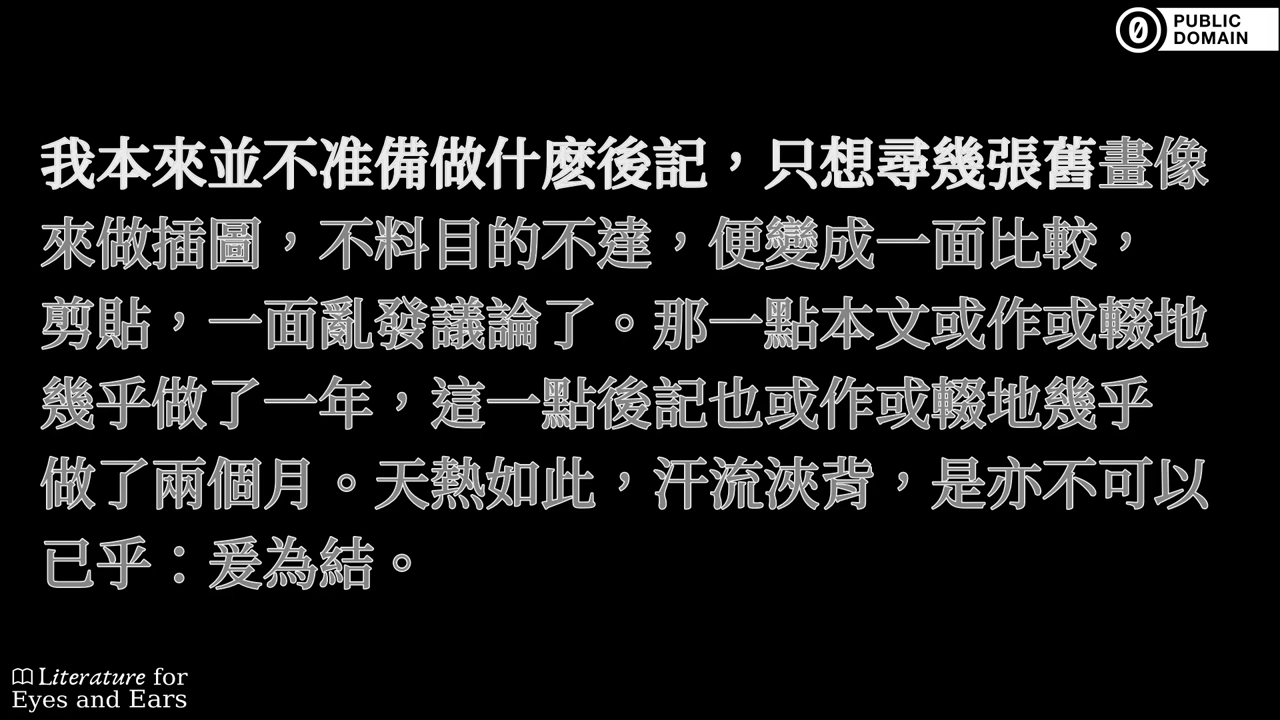 PUBLIC
DOMAIN
我本來並不准備做什麽後記，只想尋幾張舊畫像
來做插圖，不料目的不達，便變成一面比較，
剪貼，一面亂發議論了。那一點本文或作或輟地
幾乎做了一年，這一點後記也或作或輟地幾乎
做了兩個月。天熱如此，汗流浹背，是亦不可以
已乎：爰為結。
Literature for
Eyes and Ears